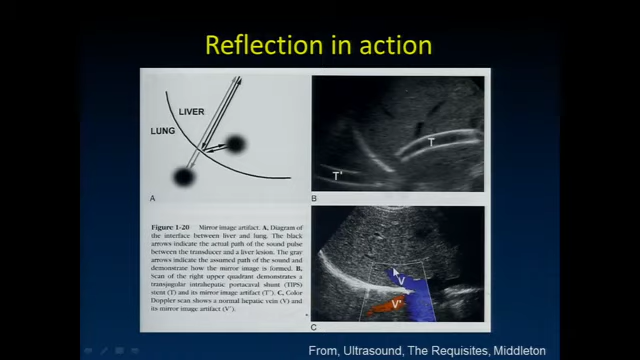 Reflection in action
LIVER
LUNG
A
T
T'
B
V
V'
C
Figure 1-20 Mirror image artifact. A, Diagram of
the interface between liver and lung. The black
arrows indicate the actual path of the sound pulse
between the transducer and a liver lesion. The gray
arrows indicate the assumed path of the sound and
demonstrate how the mirror image is formed. B,
Scan of the right upper quadrant demonstrates a
transjugular intrahepatic portacaval shunt (TIPS)
stent (T) and its mirror image artifact (T'). C, Color
Doppler scan shows a normal hepatic vein (V) and
its mirror image artifact (V').
From, Ultrasound, The Requisites, Middleton